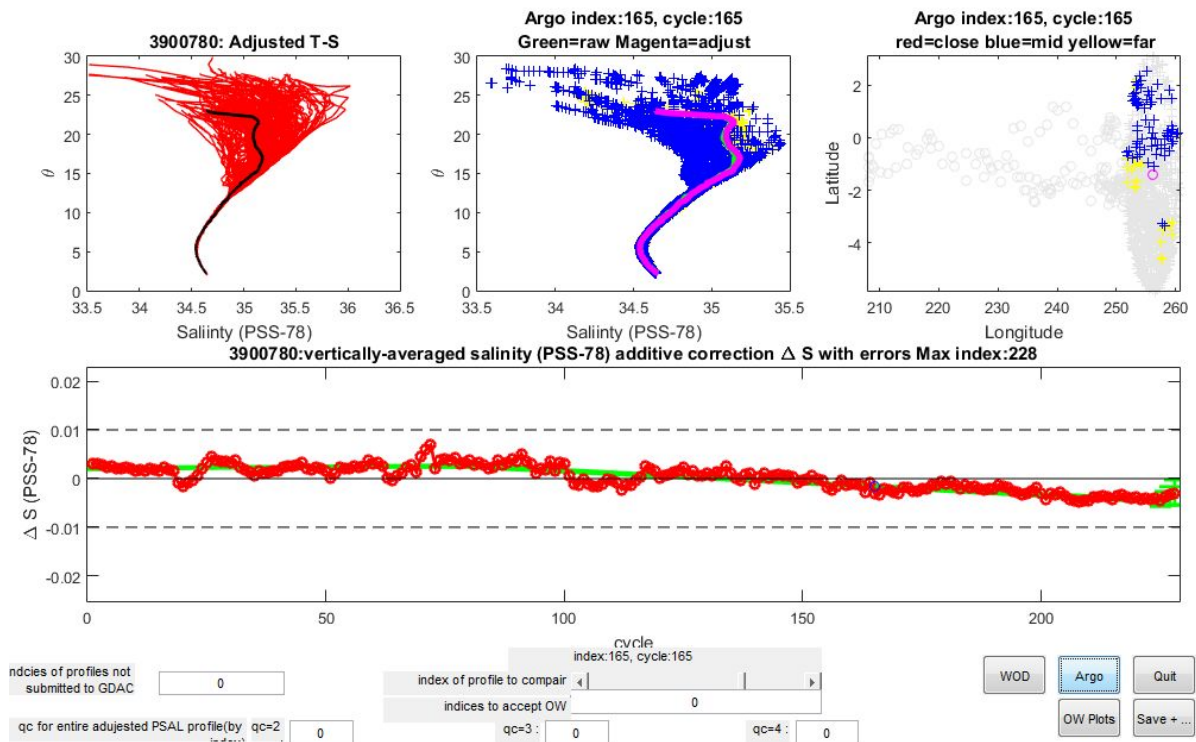 3900780: Adjusted T-S
Argo index:165, cycle:165
Green=raw Magenta=adjust
Argo index:165, cycle:165
red=close blue=mid yellow=far
30
25
20
15
10
5
0
θ
33.5 34 34.5 35 35.5 36 36.5
Saliinty (PSS-78)
30
25
20
15
10
5
0
θ
33.5 34 34.5 35 35.5
Saliinty (PSS-78)
2
0
-2
-4
Latitude
210 220 230 240 250 260
Longitude
3900780:vertically-averaged salinity (PSS-78) additive correction Δ S with errors Max index:228
0.02
0.01
0
-0.01
-0.02
Δ S (PSS-78)
0 50 100 150 200
cycle
index:165, cycle:165
ndcies of profiles not
submitted to GDAC
0
index of profile to compair
indices to accept OW
0
WOD
Argo
Quit
OW Plots
Save + ...
qc for entire adujested PSAL profile(by
qc=2
0
qc=3 :
0
qc=4 :
0